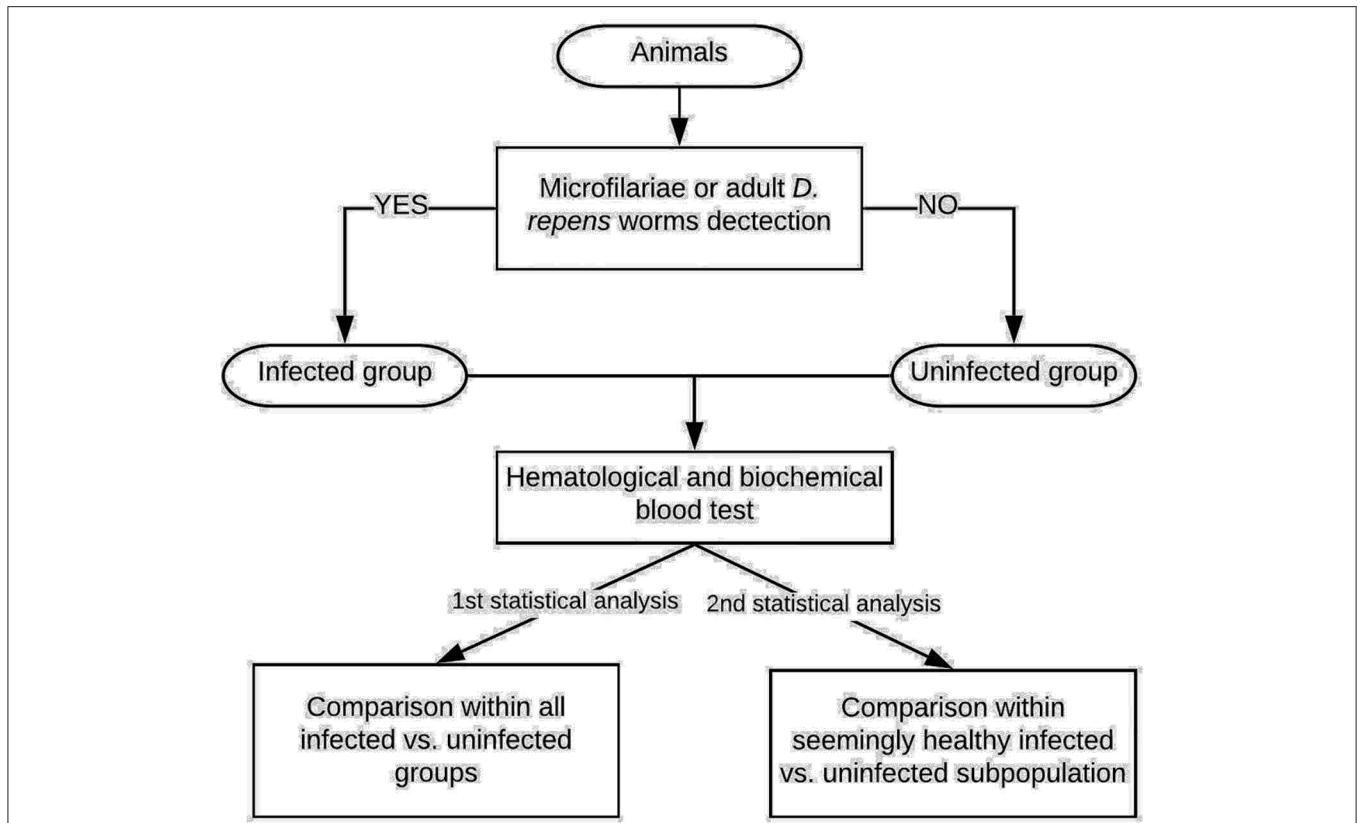 Animals
Microfilariae or adult D.
repens worms dectection
YES
NO
Infected group
Uninfected group
Hematological and biochemical
blood test
1st statistical analysis
2nd statistical analysis
Comparison within all
infected vs. uninfected
groups
Comparison within
seemingly healthy infected
vs. uninfected subpopulation